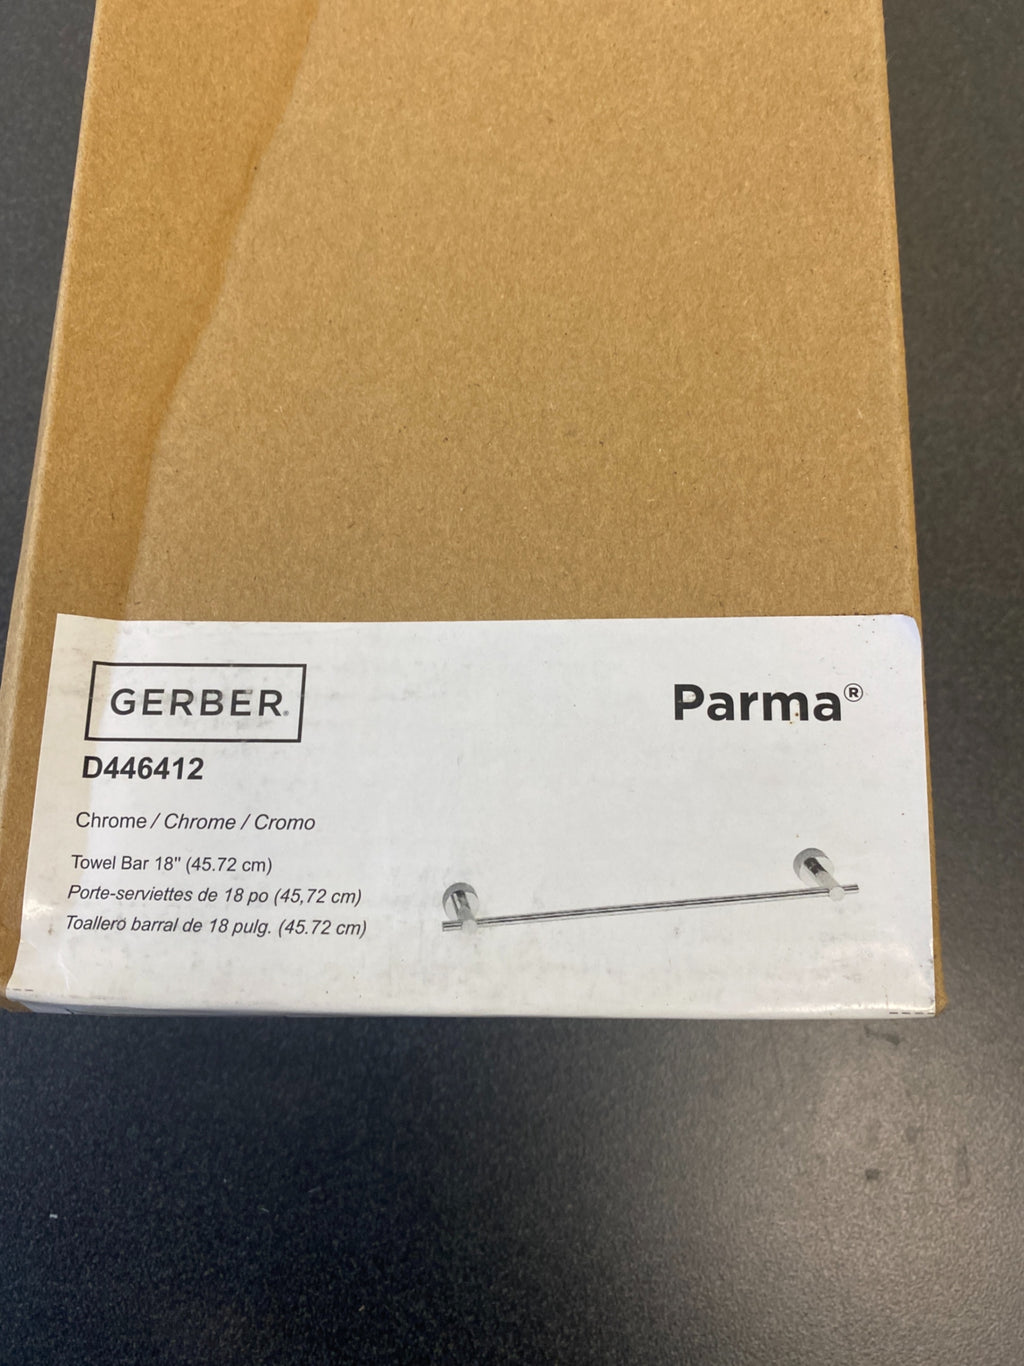 GERBER®
Parma®
D446412
Chrome / Chrome / Cromo
Towel Bar 18" (45.72 cm)
Porte-serviettes de 18 po (45,72 cm)
Toallero barral de 18 pulg. (45.72 cm)